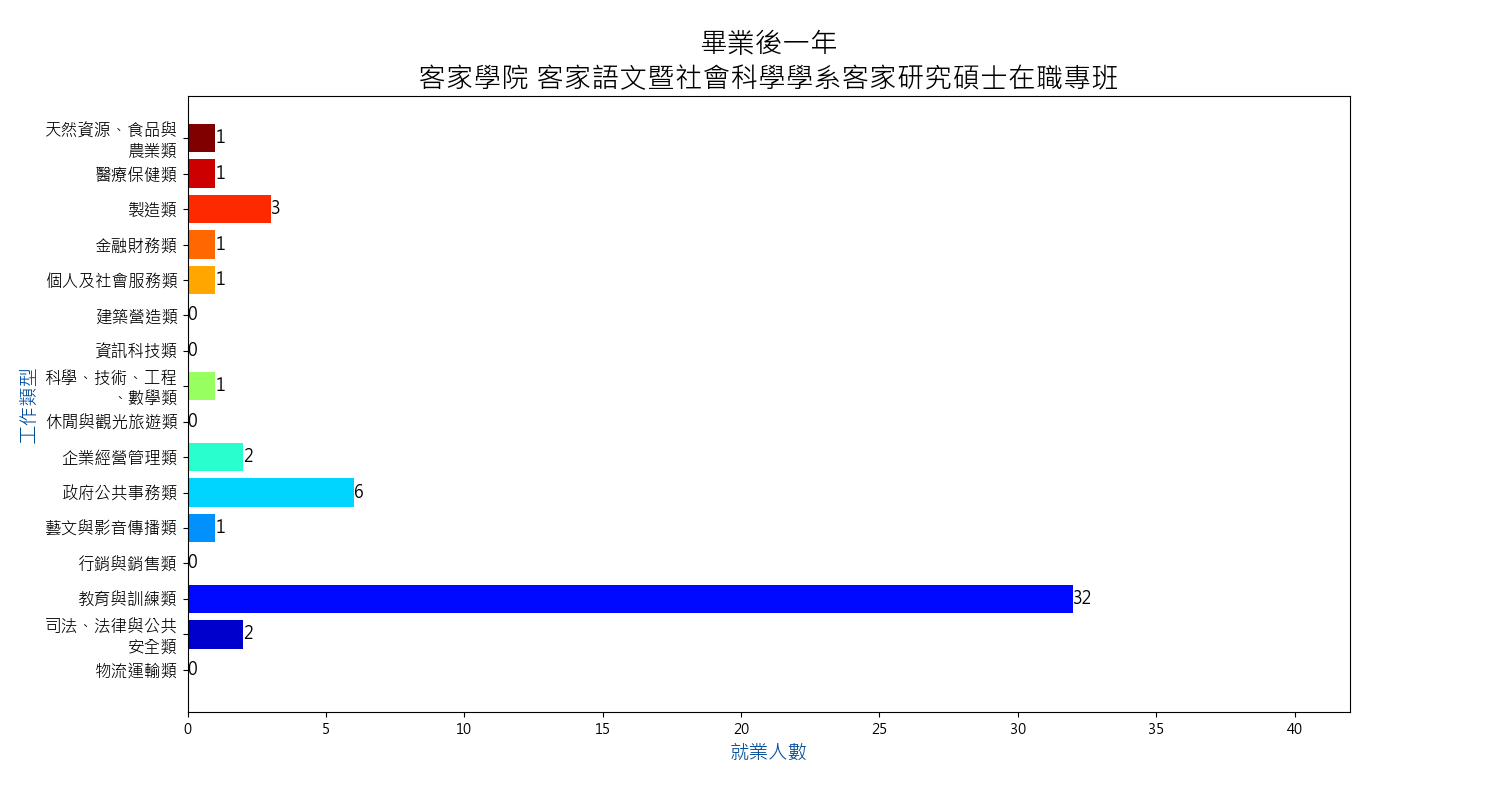 畢業後一年
客家學院 客家語文暨社會科學學系客家研究碩士在職專班
天然資源、食品與
農業類
1
醫療保健類
1
製造類
3
金融財務類
1
個人及社會服務類
1
建築營造類
0
資訊科技類
0
科學、技術、工程
、數學類
1
休閒與觀光旅遊類
0
企業經營管理類
2
政府公共事務類
6
藝文與影音傳播類
1
行銷與銷售類
0
教育與訓練類
32
司法、法律與公共
安全類
2
物流運輸類
0
工作類型
0 5 10 15 20 25 30 35 40
就業人數